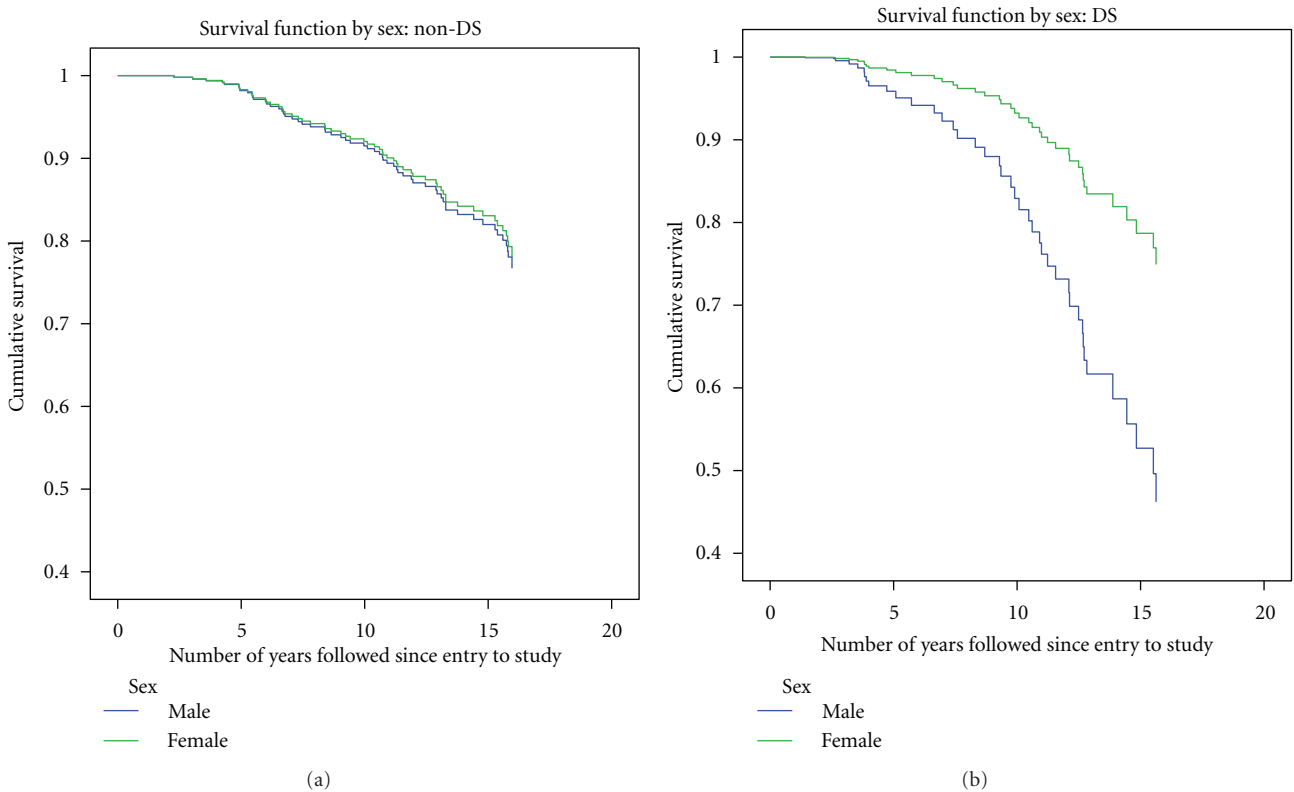 Survival function by sex: non-DS
1
0.9
0.8
0.7
0.6
0.5
0.4
Cumulative survival
0 5 10 15 20
Number of years followed since entry to study
Sex
Male
Female
(a)
Survival function by sex: DS
1
0.9
0.8
0.7
0.6
0.5
0.4
Cumulative survival
0 5 10 15 20
Number of years followed since entry to study
Sex
Male
Female
(b)